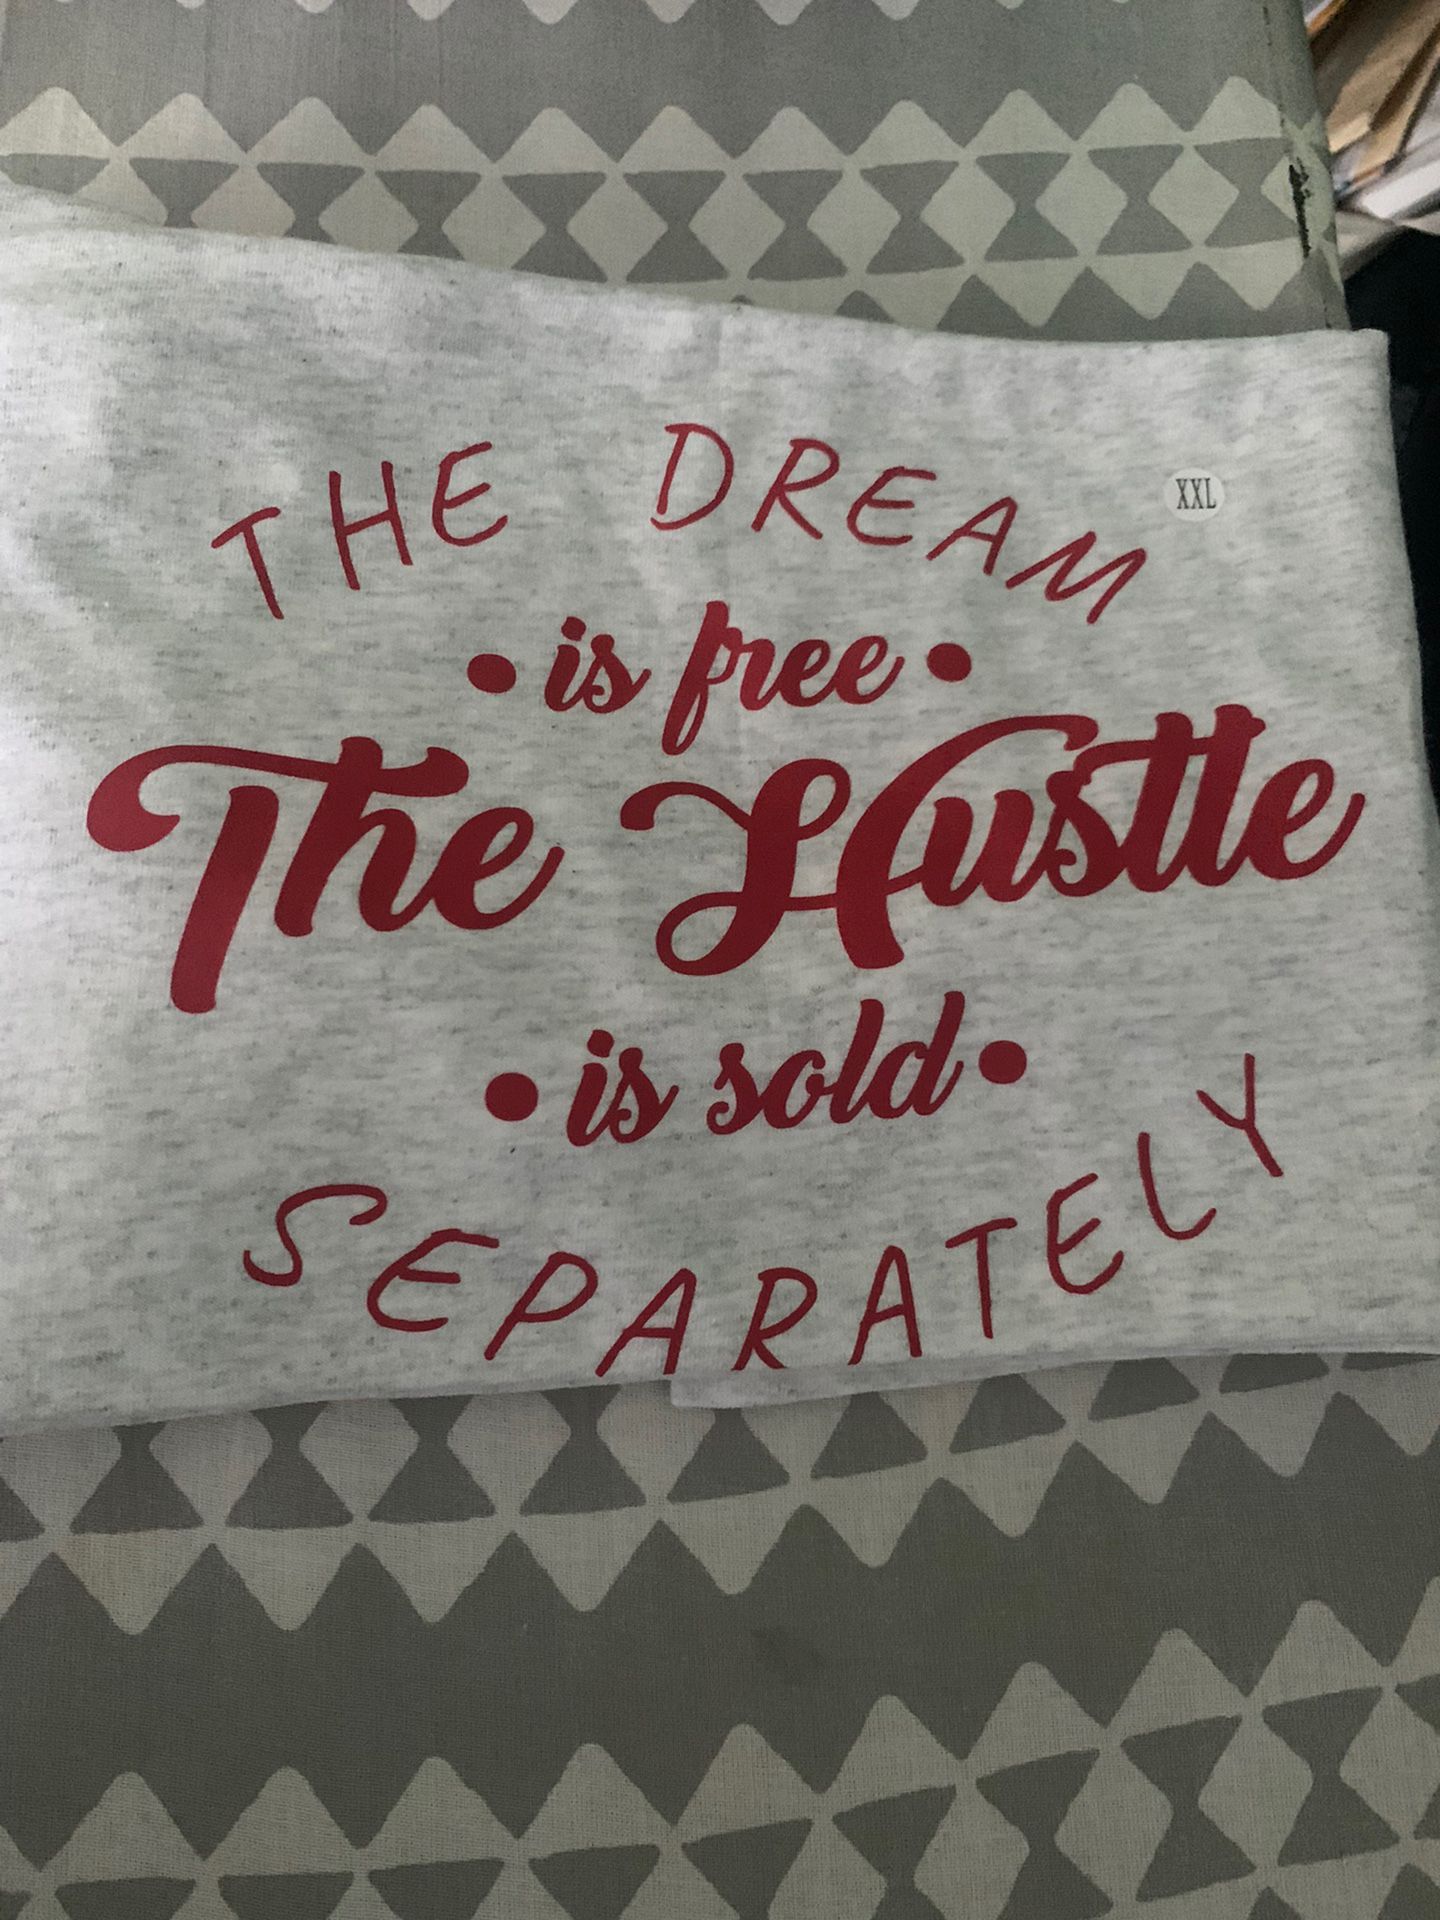 THE DREAM
XXL
• is free •
The Hustle
• is sold •
SEPARATELY